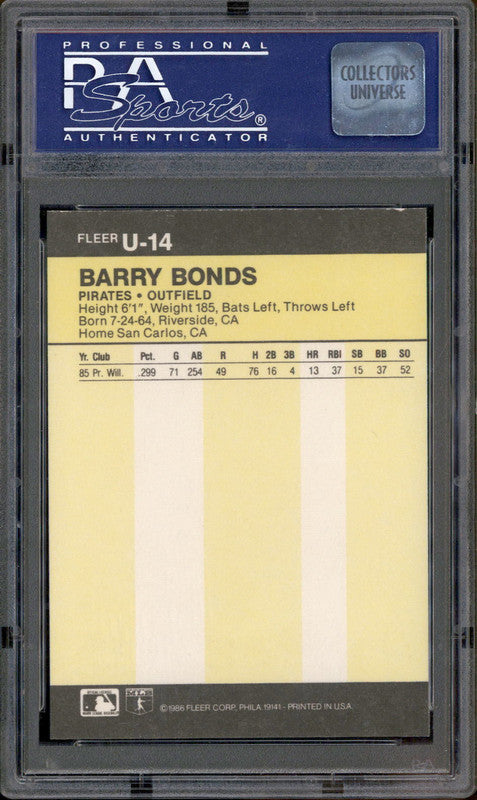 PROFESSIONAL
PSA
Sports®
AUTHENTICATOR
COLLECTORS
UNIVERSE
FLEER U-14
BARRY BONDS
PIRATES • OUTFIELD
Height 6'1", Weight 185, Bats Left, Throws Left
Born 7-24-64, Riverside, CA
Home San Carlos, CA
Yr. Club Pct. G AB R H 2B 3B HR RBI SB BB SO
85 Pr. Will. .299 71 254 49 76 16 4 13 37 15 37 52
©1986 FLEER CORP., PHILA. 19141 - PRINTED IN U.S.A.